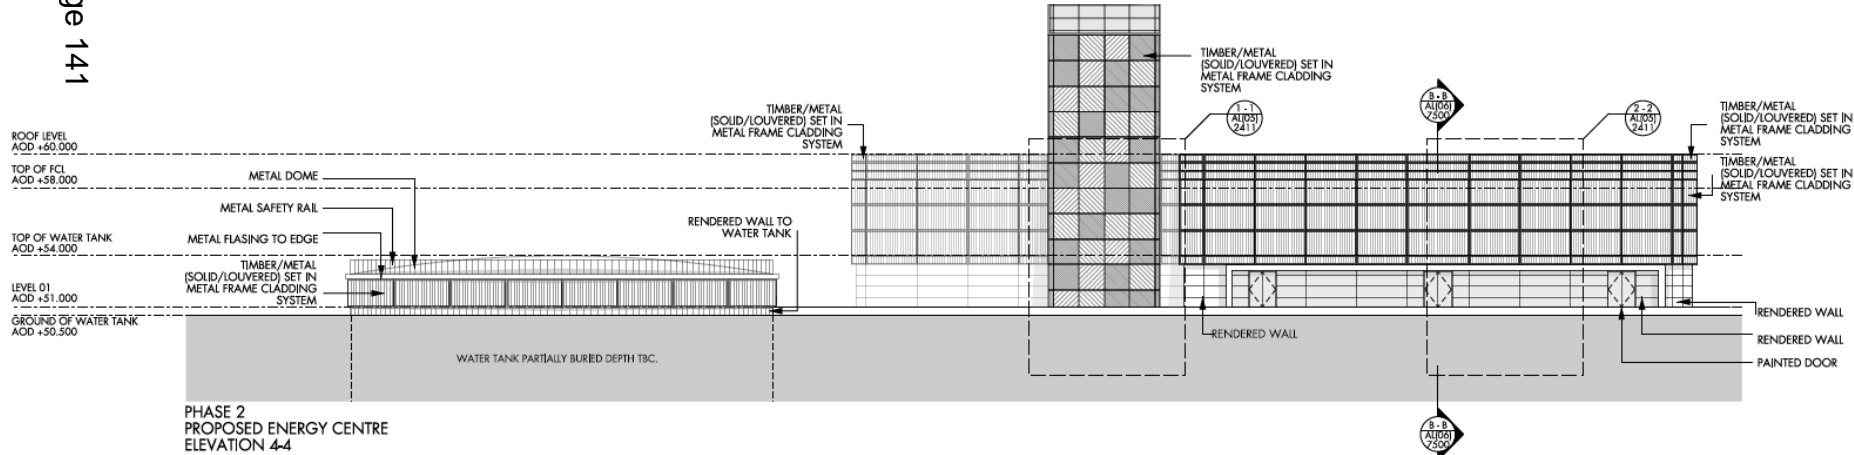 ge 141
TIMBER/METAL
(SOLID/LOUVERED) SET IN
METAL FRAME CLADDING
SYSTEM
TIMBER/METAL
(SOLID/LOUVERED) SET IN
METAL FRAME CLADDING
SYSTEM
1 - 1
AL(05)
2411
B - B
AL(06)
7500
2 - 2
AL(05)
2411
TIMBER/METAL
(SOLID/LOUVERED) SET IN
METAL FRAME CLADDING
SYSTEM
TIMBER/METAL
(SOLID/LOUVERED) SET IN
METAL FRAME CLADDING
SYSTEM
ROOF LEVEL
AOD +60.000
TOP OF FCL
AOD +58.000
METAL DOME
METAL SAFETY RAIL
RENDERED WALL TO
WATER TANK
TOP OF WATER TANK
AOD +54.000
METAL FLASING TO EDGE
TIMBER/METAL
(SOLID/LOUVERED) SET IN
METAL FRAME CLADDING
SYSTEM
LEVEL 01
AOD +51.000
GROUND OF WATER TANK
AOD +50.500
RENDERED WALL
RENDERED WALL
RENDERED WALL
PAINTED DOOR
WATER TANK PARTIALLY BURIED DEPTH TBC.
PHASE 2
PROPOSED ENERGY CENTRE
ELEVATION 4-4
B - B
AL(06)
7500